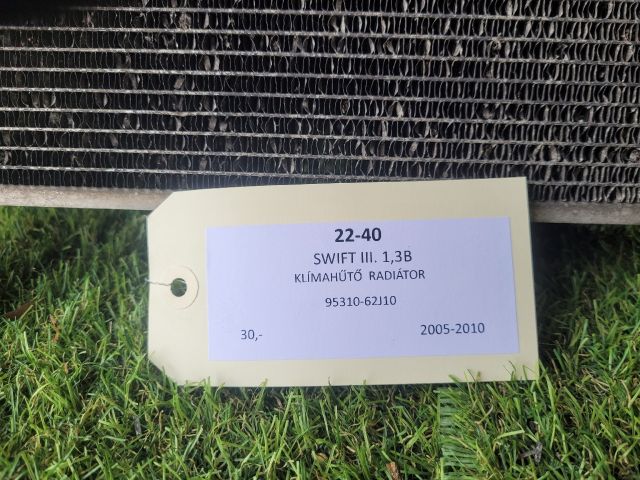 22-40
SWIFT III. 1,3B
KLÍMAHŰTŐ RADIÁTOR
95310-62J10
30,- 2005-2010